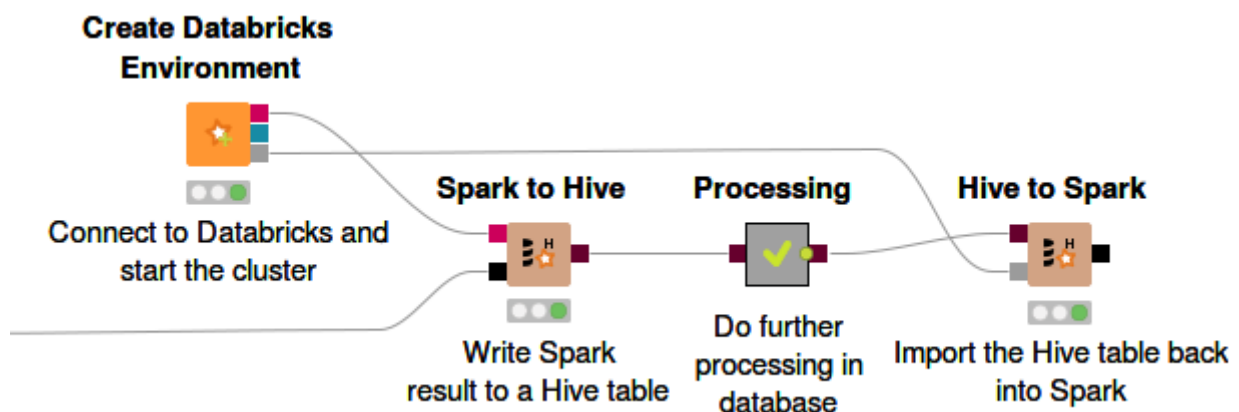 Create Databricks
Environment
Connect to Databricks and
start the cluster
Spark to Hive
H
Write Spark
result to a Hive table
Processing
Do further
processing in
database
Hive to Spark
H
Import the Hive table back
into Spark